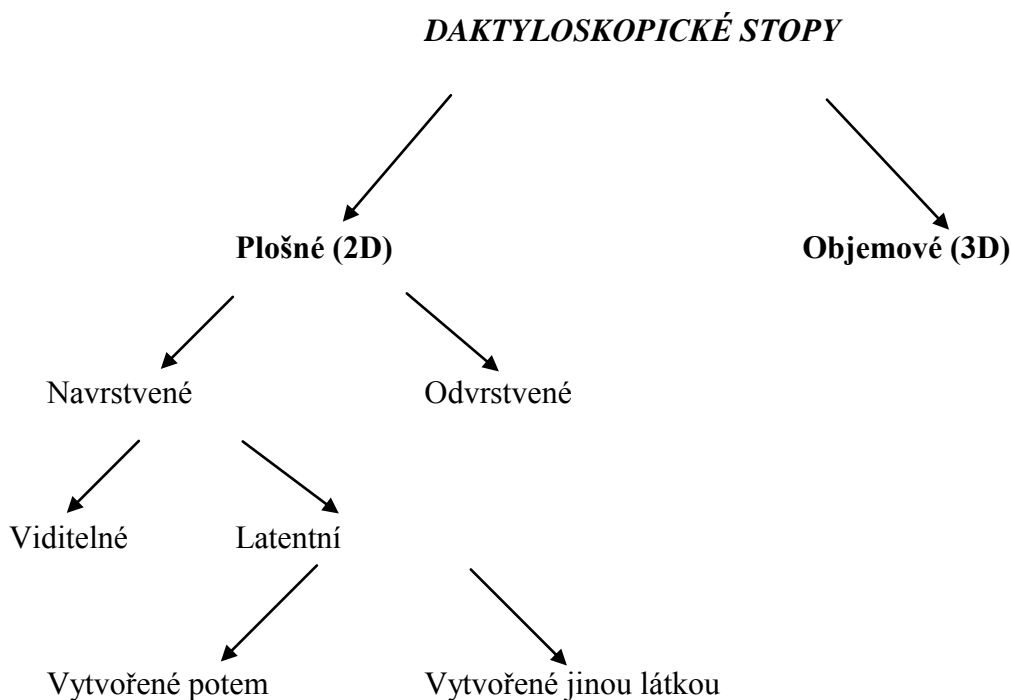 DAKTYLOSKOPICKÉ STOPY
Plošné (2D) Objemové (3D)
Navrstvené Odvrstvené
Viditelné Latentní
Vytvořené potem Vytvořené jinou látkou